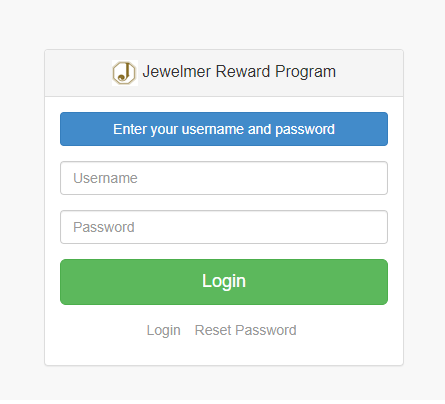 J Jewelmer Reward Program
Enter your username and password
Username
Password
Login
Login Reset Password